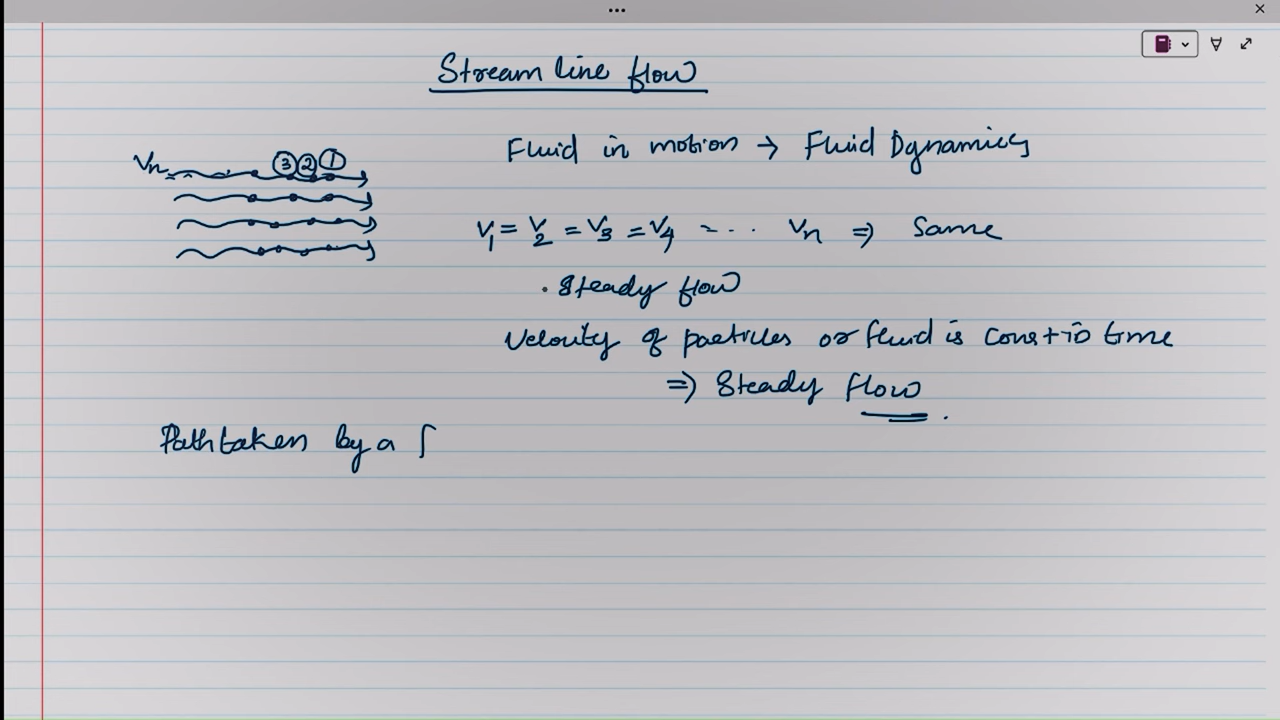 Stream line flow
Fluid in motion → Fluid Dynamics
Vn 3 2 1
V1 = V2 = V3 = V4 - - . . . Vn ⇒ Same
. Steady flow
Velocity of particles or fluid is const in time
⇒ Steady Flow .
Path taken by a